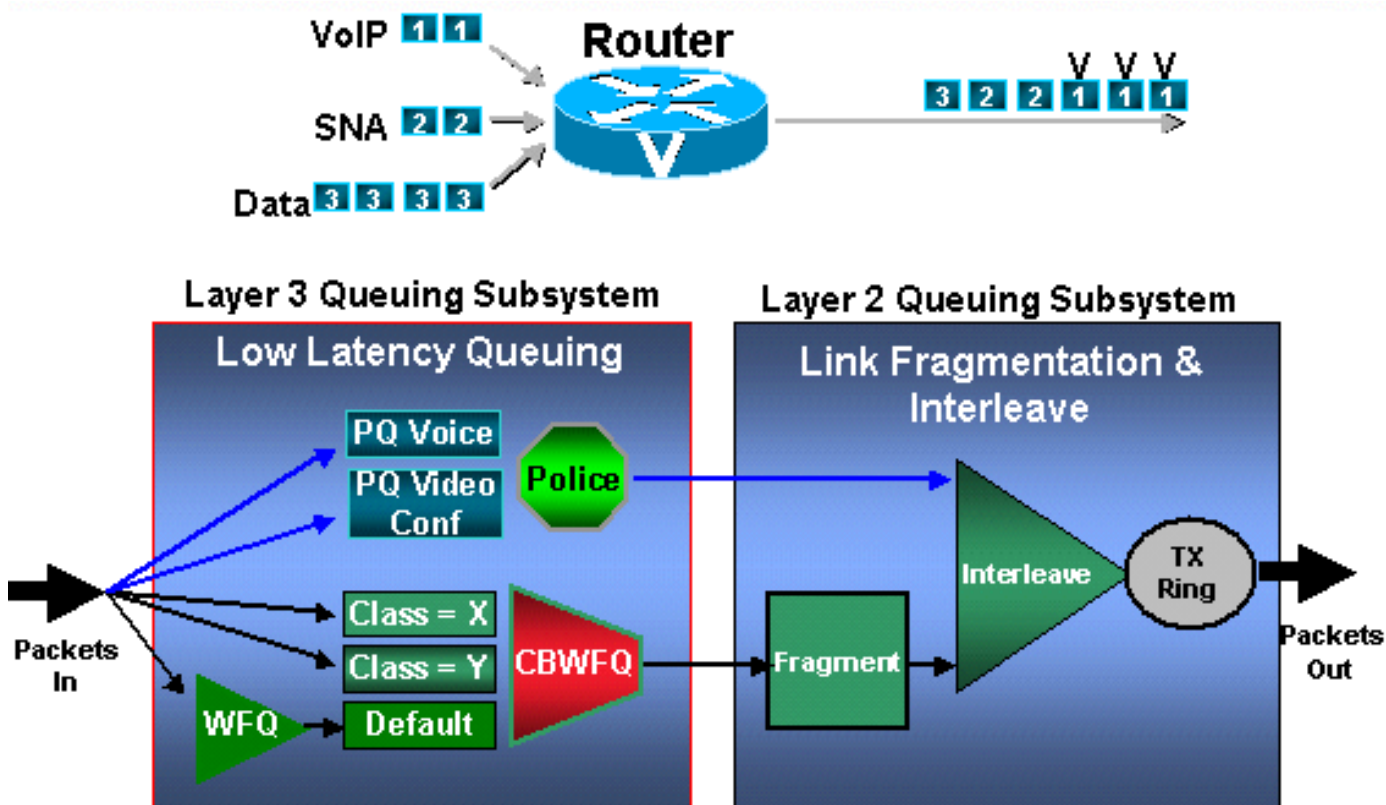 VoIP 1 1
Router
V V V
3 2 2 1 1 1
SNA 2 2
V
Data 3 3 3 3
Layer 3 Queuing Subsystem
Layer 2 Queuing Subsystem
Low Latency Queuing
Link Fragmentation &
Interleave
PQ Voice
PQ Video
Conf
Police
Packets
In
Class = X
Class = Y
WFQ
Default
CBWFQ
Fragment
Interleave
TX
Ring
Packets
Out